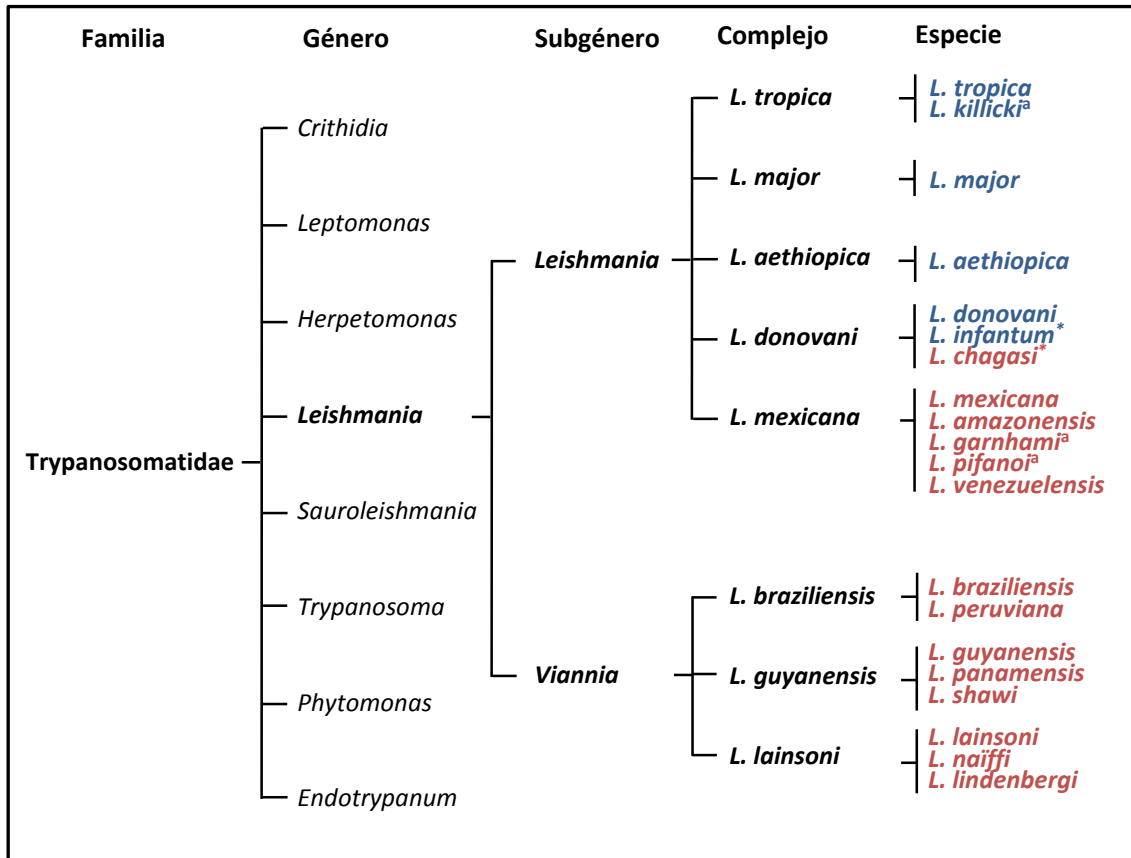 Familia
Género
Subgénero
Complejo
Especie
Trypanosomatidae
Crithidia
Leptomonas
Herpetomonas
Leishmania
Sauroleishmania
Trypanosoma
Phytomonas
Endotrypanum
Leishmania
Viannia
L. tropica
L. major
L. aethiopica
L. donovani
L. mexicana
L. braziliensis
L. guyanensis
L. lainsoni
L. tropica
L. killickiª
L. major
L. aethiopica
L. donovani
L. infantum*
L. chagasi*
L. mexicana
L. amazonensis
L. garnhamiª
L. pifanoiª
L. venezuelensis
L. braziliensis
L. peruviana
L. guyanensis
L. panamensis
L. shawi
L. lainsoni
L. naïffi
L. lindenbergi